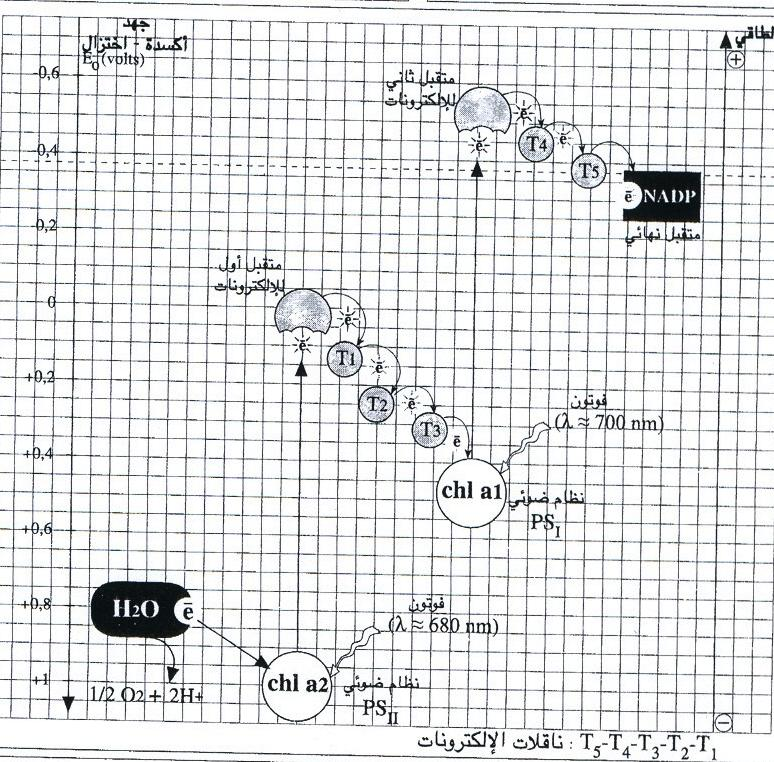 جهد
أكسدة - اختزال
E₀(volts)
الطاقي
+
-0,6
-0,4
-0,2
0
+0,2
+0,4
+0,6
+0,8
+1
متقبل ثاني
للإلكترونات
ē
ē
T4
ē
T5
ē NADP
متقبل نهائي
متقبل أول
للإلكترونات
ē
ē
T1
ē
T2
ē
T3
ē
فوتون
(λ ≈ 700 nm)
chl a1
نظام ضوئي
PSI
H2O ē
1/2 O2 + 2H+
فوتون
(λ ≈ 680 nm)
chl a2
نظام ضوئي
PSII
−
T5-T4-T3-T2-T1 : ناقلات الإلكترونات